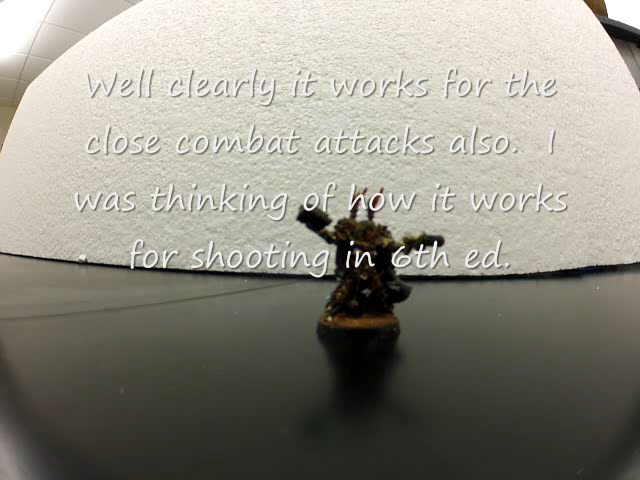 Well clearly it works for the
close combat attacks also.  I
was thinking of how it works
for shooting in 6th ed.